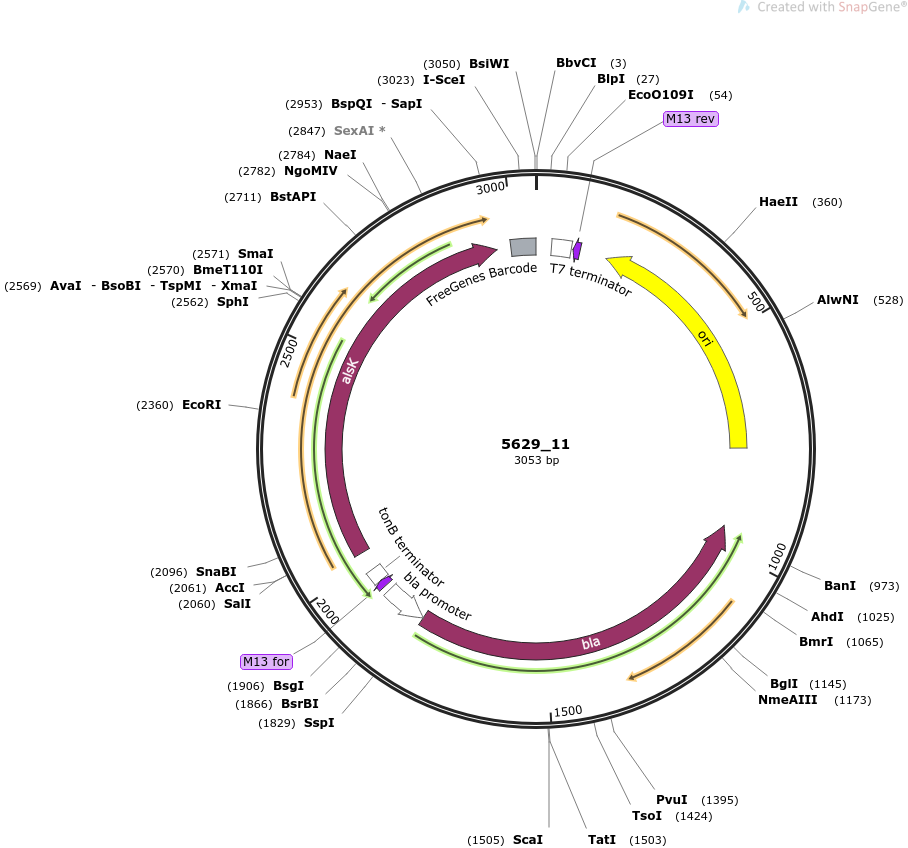 Created with SnapGene®
(3050) BsiWI
BbvCI (3)
(3023) I-SceI
BlpI (27)
(2953) BspQI - SapI
EcoO109I (54)
(2847) SexAI *
M13 rev
(2784) NaeI
(2782) NgoMIV
(2711) BstAPI
3000
HaeII (360)
(2571) SmaI
(2570) BmeT110I
(2569) AvaI - BsoBI - TspMI - XmaI
(2562) SphI
FreeGenes Barcode
T7 terminator
500
AlwNI (528)
ori
2500
alsK
(2360) EcoRI
5629_11
3053 bp
tonB terminator
bla promoter
1000
(2096) SnaBI
(2061) AccI
(2060) SalI
2000
BanI (973)
AhdI (1025)
BmrI (1065)
bla
M13 for
(1906) BsgI
(1866) BsrBI
(1829) SspI
BglI (1145)
NmeAIII (1173)
1500
PvuI (1395)
TsoI (1424)
(1505) ScaI
TatI (1503)